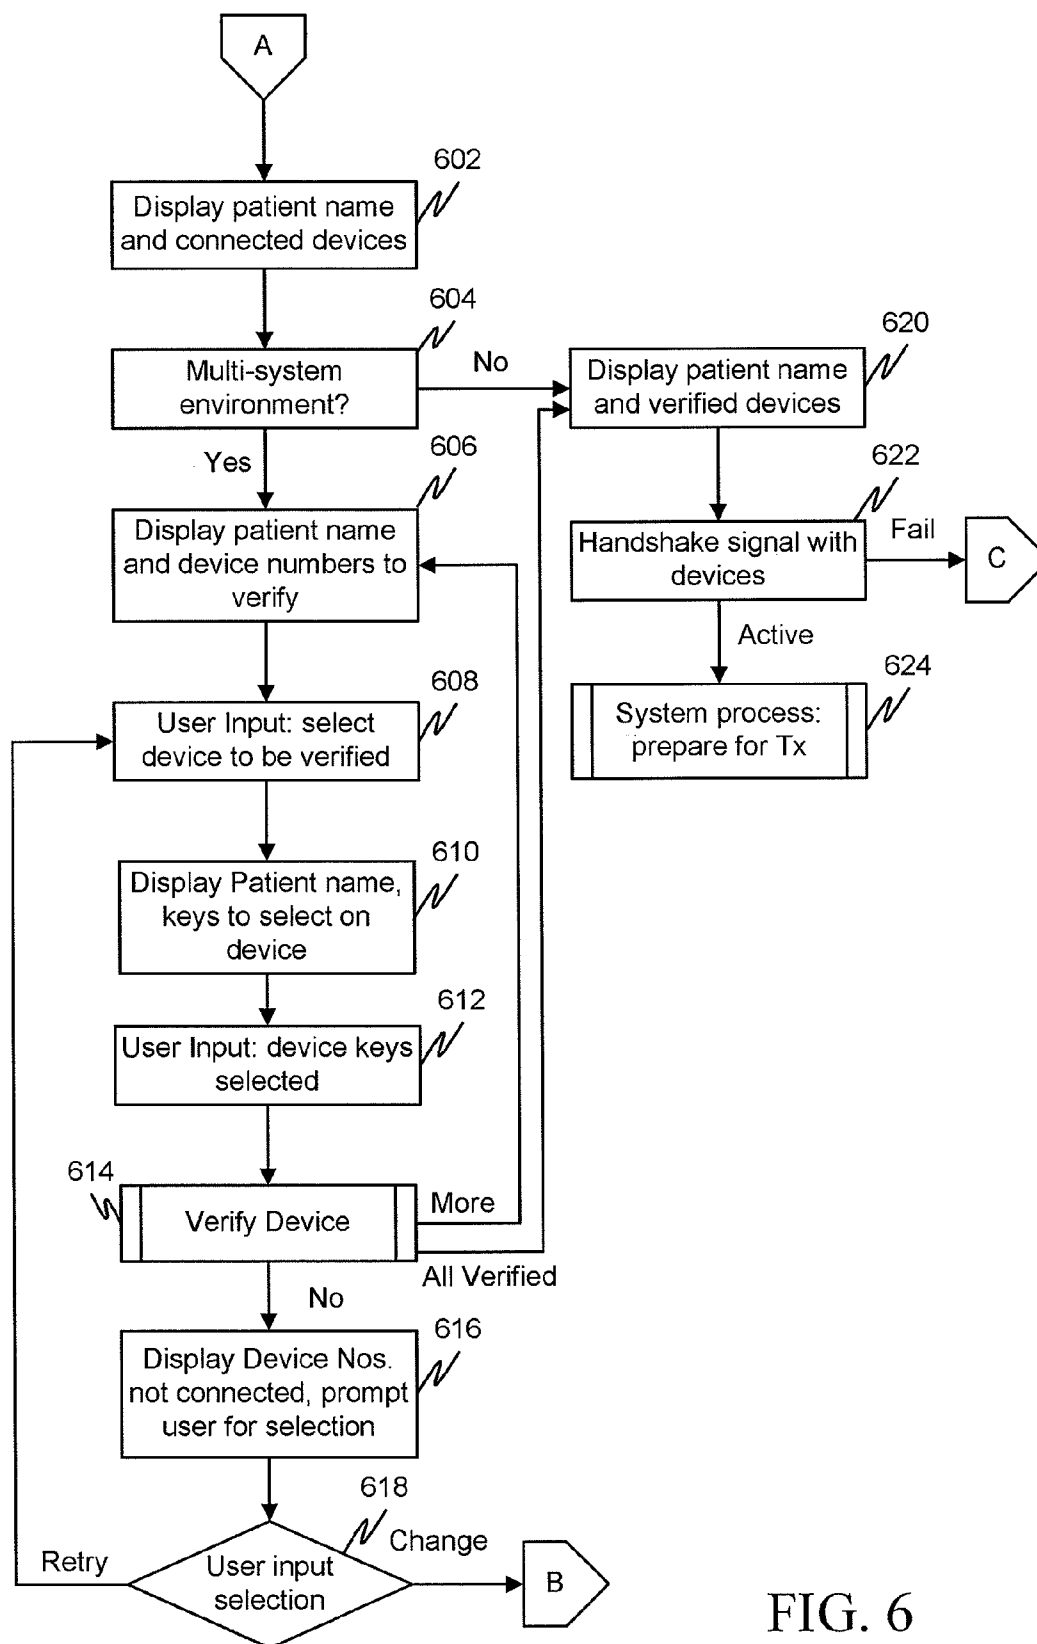 A
602
Display patient name
and connected devices
604
Multi-system
environment?
No
620
Display patient name
and verified devices
Yes
606
Display patient name
and device numbers to
verify
622
Handshake signal with
devices
Fail
C
Active
624
System process:
prepare for Tx
608
User Input: select
device to be verified
610
Display Patient name,
keys to select on
device
612
User Input: device keys
selected
614
Verify Device
More
All Verified
No
616
Display Device Nos.
not connected, prompt
user for selection
618
User input
selection
Retry
Change
B
FIG. 6